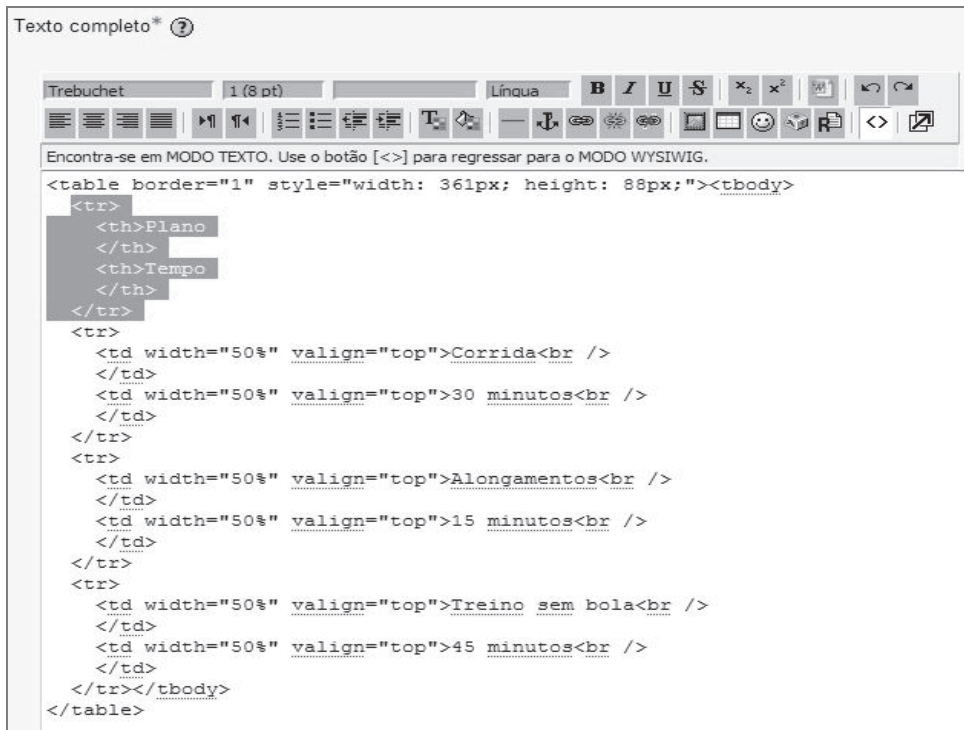 Texto completo* ?
Trebuchet 1 (8 pt) Língua B I U S x₂ x²
Encontra-se em MODO TEXTO. Use o botão [<>] para regressar para o MODO WYSIWIG.
<table border="1" style="width: 361px; height: 88px;"><tbody>
<tr>
<th>Plano
</th>
<th>Tempo
</th>
</tr>
<tr>
<td width="50%" valign="top">Corrida<br />
</td>
<td width="50%" valign="top">30 minutos<br />
</td>
</tr>
<tr>
<td width="50%" valign="top">Alongamentos<br />
</td>
<td width="50%" valign="top">15 minutos<br />
</td>
</tr>
<tr>
<td width="50%" valign="top">Treino sem bola<br />
</td>
<td width="50%" valign="top">45 minutos<br />
</td>
</tr></tbody>
</table>